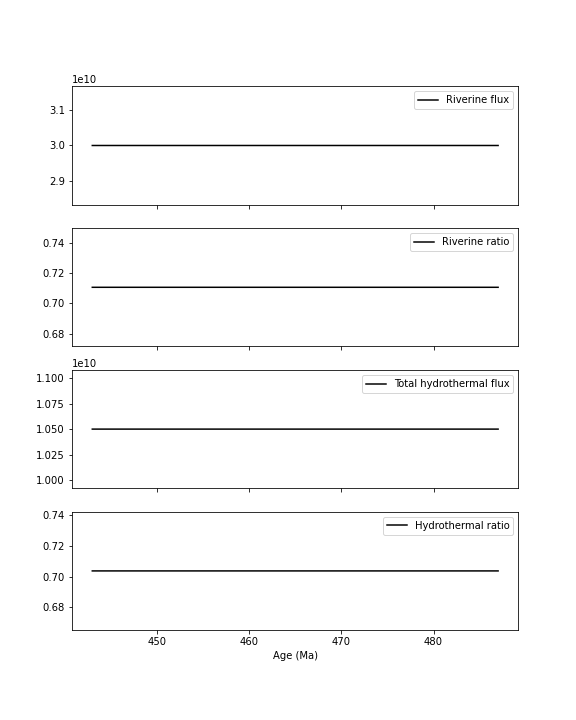 1e10
Riverine flux
3.1
3.0
2.9
Riverine ratio
0.74
0.72
0.70
0.68
1e10
Total hydrothermal flux
1.100
1.075
1.050
1.025
1.000
Hydrothermal ratio
0.74
0.72
0.70
0.68
450 460 470 480
Age (Ma)